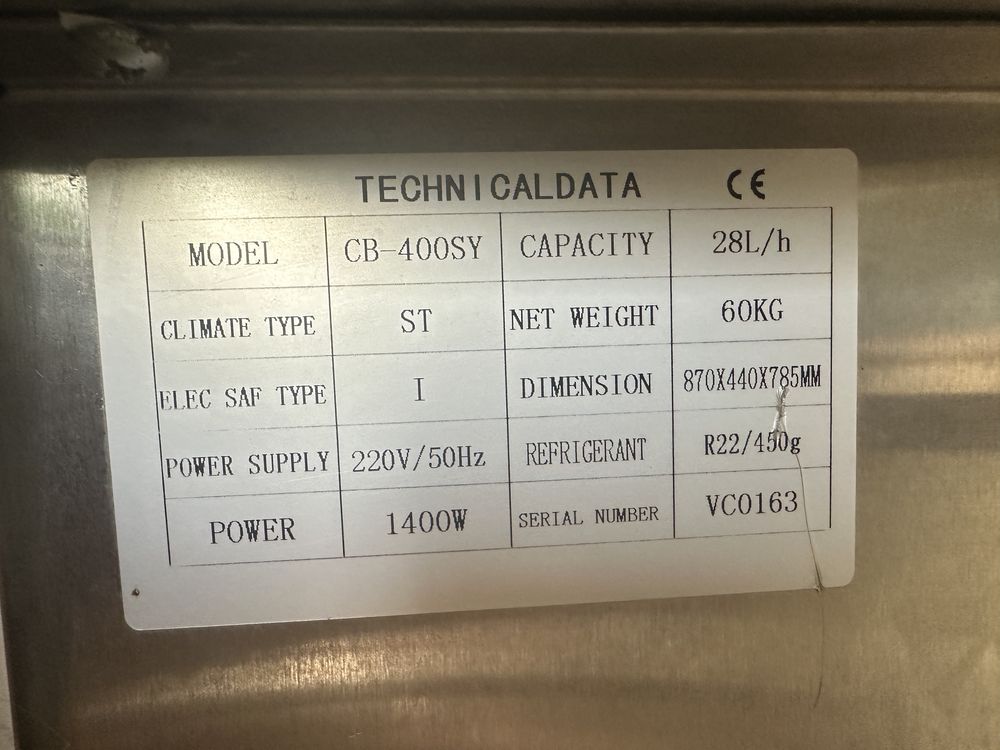 TECHNICALDATA CE
MODEL CB-400SY CAPACITY 28L/h
CLIMATE TYPE ST NET WEIGHT 60KG
ELEC SAF TYPE I DIMENSION 870X440X785MM
POWER SUPPLY 220V/50Hz REFRIGERANT R22/450g
POWER 1400W SERIAL NUMBER VC0163